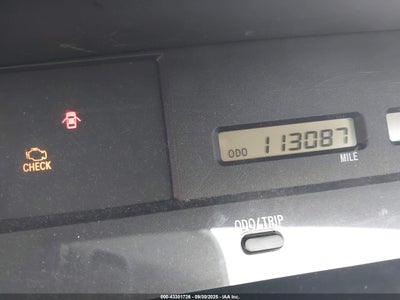 ODO 113087
MILE
CHECK
ODO/TRIP
000-43301726 - 09/30/2025 - IAA Inc.